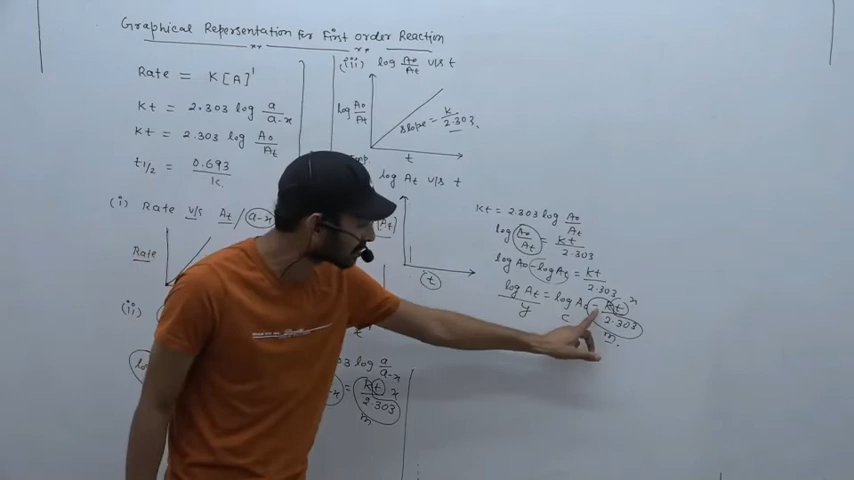 Graphical Repersentation for First order Reaction
Rate = K[A]¹
Kt = 2.303 log a/a-x
Kt = 2.303 log A₀/At
t1/2 = 0.693/K
(i) Rate v/s At / a-x
Rate
(ii)
(iii) log A₀/At v/s t
log A₀/At
slope = K/2.303
t
log At v/s t
[At]
t
03 log a/a-x
= Kt/2.303 x
m
Kt = 2.303 log A₀/At
log A₀/At = Kt/2.303
log A₀ - log At = Kt/2.303
log At = log A₀ - Kt/2.303 x
y c m